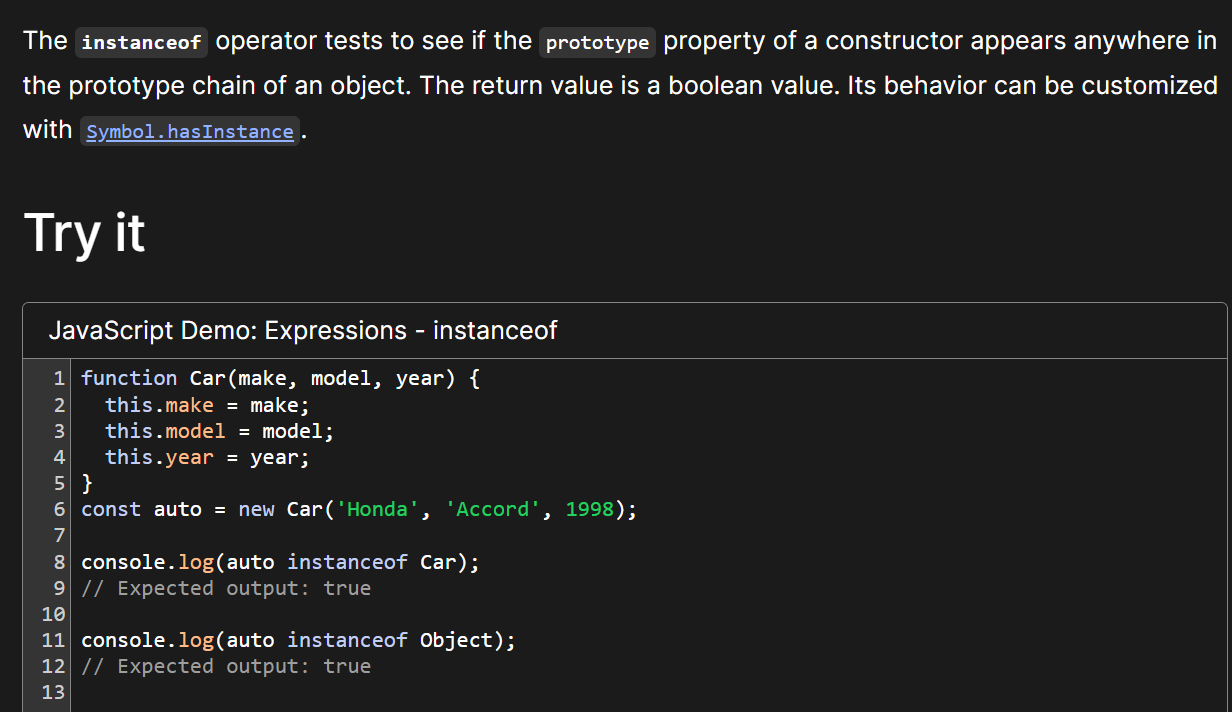 The instanceof operator tests to see if the prototype property of a constructor appears anywhere in
the prototype chain of an object. The return value is a boolean value. Its behavior can be customized
with Symbol.hasInstance.
Try it
JavaScript Demo: Expressions - instanceof
1 function Car(make, model, year) {
2   this.make = make;
3   this.model = model;
4   this.year = year;
5 }
6 const auto = new Car('Honda', 'Accord', 1998);
7
8 console.log(auto instanceof Car);
9 // Expected output: true
10
11 console.log(auto instanceof Object);
12 // Expected output: true
13